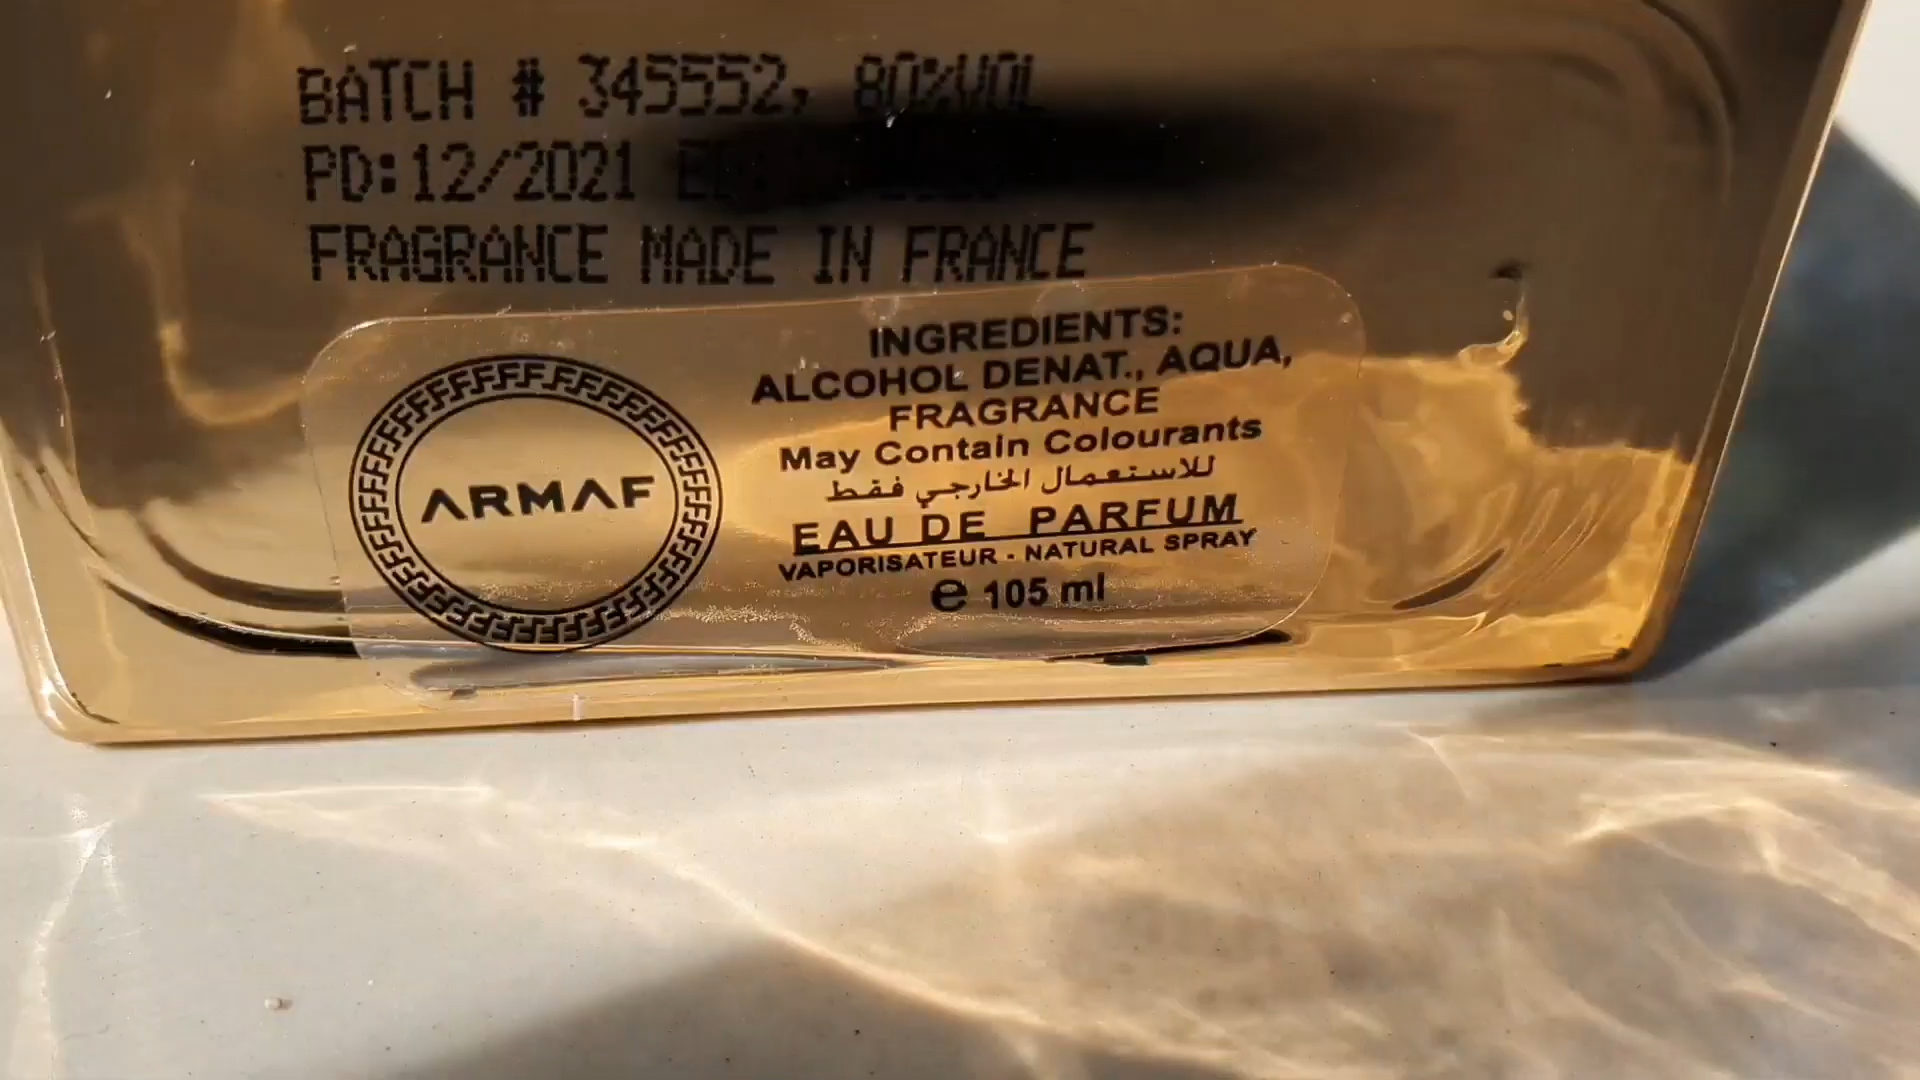 BATCH # 345552, 80%VOL
PD:12/2021
FRAGRANCE MADE IN FRANCE
ARMAF
INGREDIENTS:
ALCOHOL DENAT., AQUA,
FRAGRANCE
May Contain Colourants
للاستعمال الخارجي فقط
EAU DE PARFUM
VAPORISATEUR - NATURAL SPRAY
e 105 ml